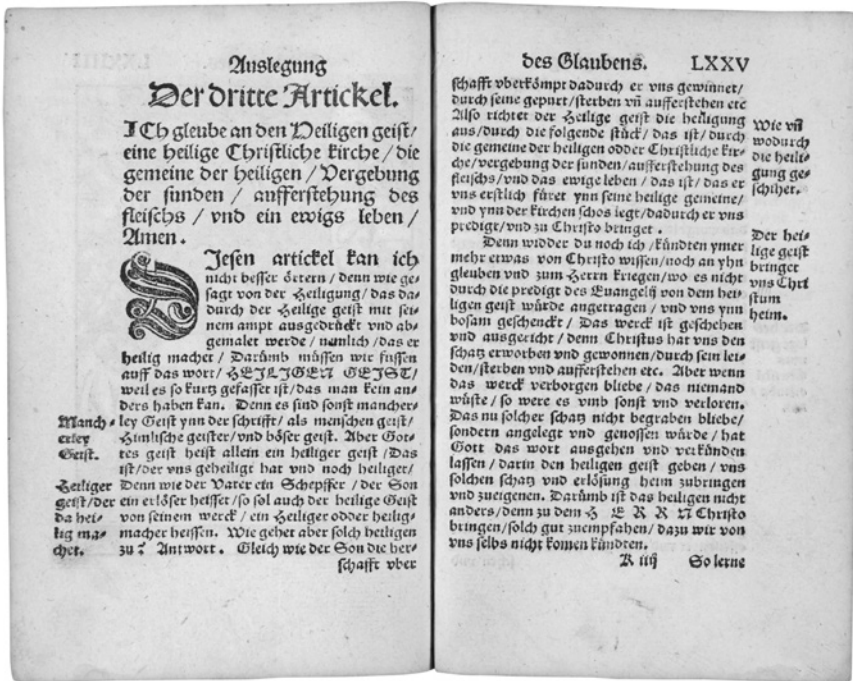 Auslegung
Der dritte Artickel.
ICh gleube an den Heiligen geist/
eine heilige Christliche kirche / die
gemeine der heiligen / Vergebung
der sunden / aufferstehung des
fleischs / vnd ein ewigs leben /
Amen.
DJesen artickel kan ich
nicht besser örtern / denn wie ge⸗
sagt von der Heiligung / das da⸗
durch der Heilige geist mit sei⸗
nem ampt ausgedrückt vnd ab⸗
gemalet werde / nemlich / das er
heilig machet / Darümb müssen wir fussen
auff das wort / HEJLJGEN GEJST /
weil es so kurtz gefasset ist / das man kein an⸗
ders haben kan. Denn es sind sonst mancher⸗
ley Geist ynn der schrifft / als menschen geist /
Himlische geister / vnd böser geist. Aber Got⸗
tes geist heist allein ein heiliger geist / Das
ist / der vns geheiligt hat vnd noch heiliget /
Denn wie der Vater ein Schepffer / der Son
ein erlöser heisset / so sol auch der heilige Geist
von seinem werck / ein Heiliger odder heilig⸗
macher heissen. Wie gehet aber solch heiligen
zu? Antwort. Gleich wie der Son die her⸗
schafft vber
Manch⸗
erley
Geist.
Heiliger
geist / der
da hei⸗
lig ma⸗
chet.
des Glaubens. LXXV
schafft vberkömpt dadurch er vns gewinnet /
durch seine gepurt / sterben vñ aufferstehen etc
Also richtet der Heilige geist die heiligung
aus / durch die folgende stück / das ist / durch
die gemeine der heiligen odder Christliche kir⸗
che / vergebung der sunden / aufferstehung des
fleischs / vnd das ewige leben / das ist / das er
vns erstlich füret ynn seine heilige gemeine /
vnd ynn der kirchen schos legt / dadurch er vns
predigt / vnd zu Christo bringet.
Denn widder du noch ich / kündten ymer
mehr etwas von Christo wissen / noch an yhn
gleuben vnd zum Herrn kriegen / wo es nicht
durch die predigt des Euangelij von dem hei⸗
ligen geist würde angetragen / vnd vns ynn
bosam geschenckt / Das werck ist geschehen
vnd ausgericht / denn Christus hat vns den
schatz erworben vnd gewonnen / durch sein lei⸗
den / sterben vnd aufferstehen etc. Aber wenn
das werck verborgen bliebe / das niemand
wüste / so were es vmb sonst vnd verloren.
Das nu solcher schatz nicht begraben bliebe /
sondern angelegt vnd genossen würde / hat
Gott das wort ausgehen vnd verkünden
lassen / darin den heiligen geist geben / vns
solchen schatz vnd erlösung heim zubringen
vnd zueigenen. Darümb ist das heiligen nicht
anders / denn zu dem H E R R N Christo
bringen / solch gut zuempfahen / dazu wir von
vns selbs nicht komen kündten.
K iiij So lerne
Wie vñ
wodurch
die heili⸗
gung ge⸗
schihet.
Der hei⸗
lige geist
bringet
vns Chri
stum
heim.